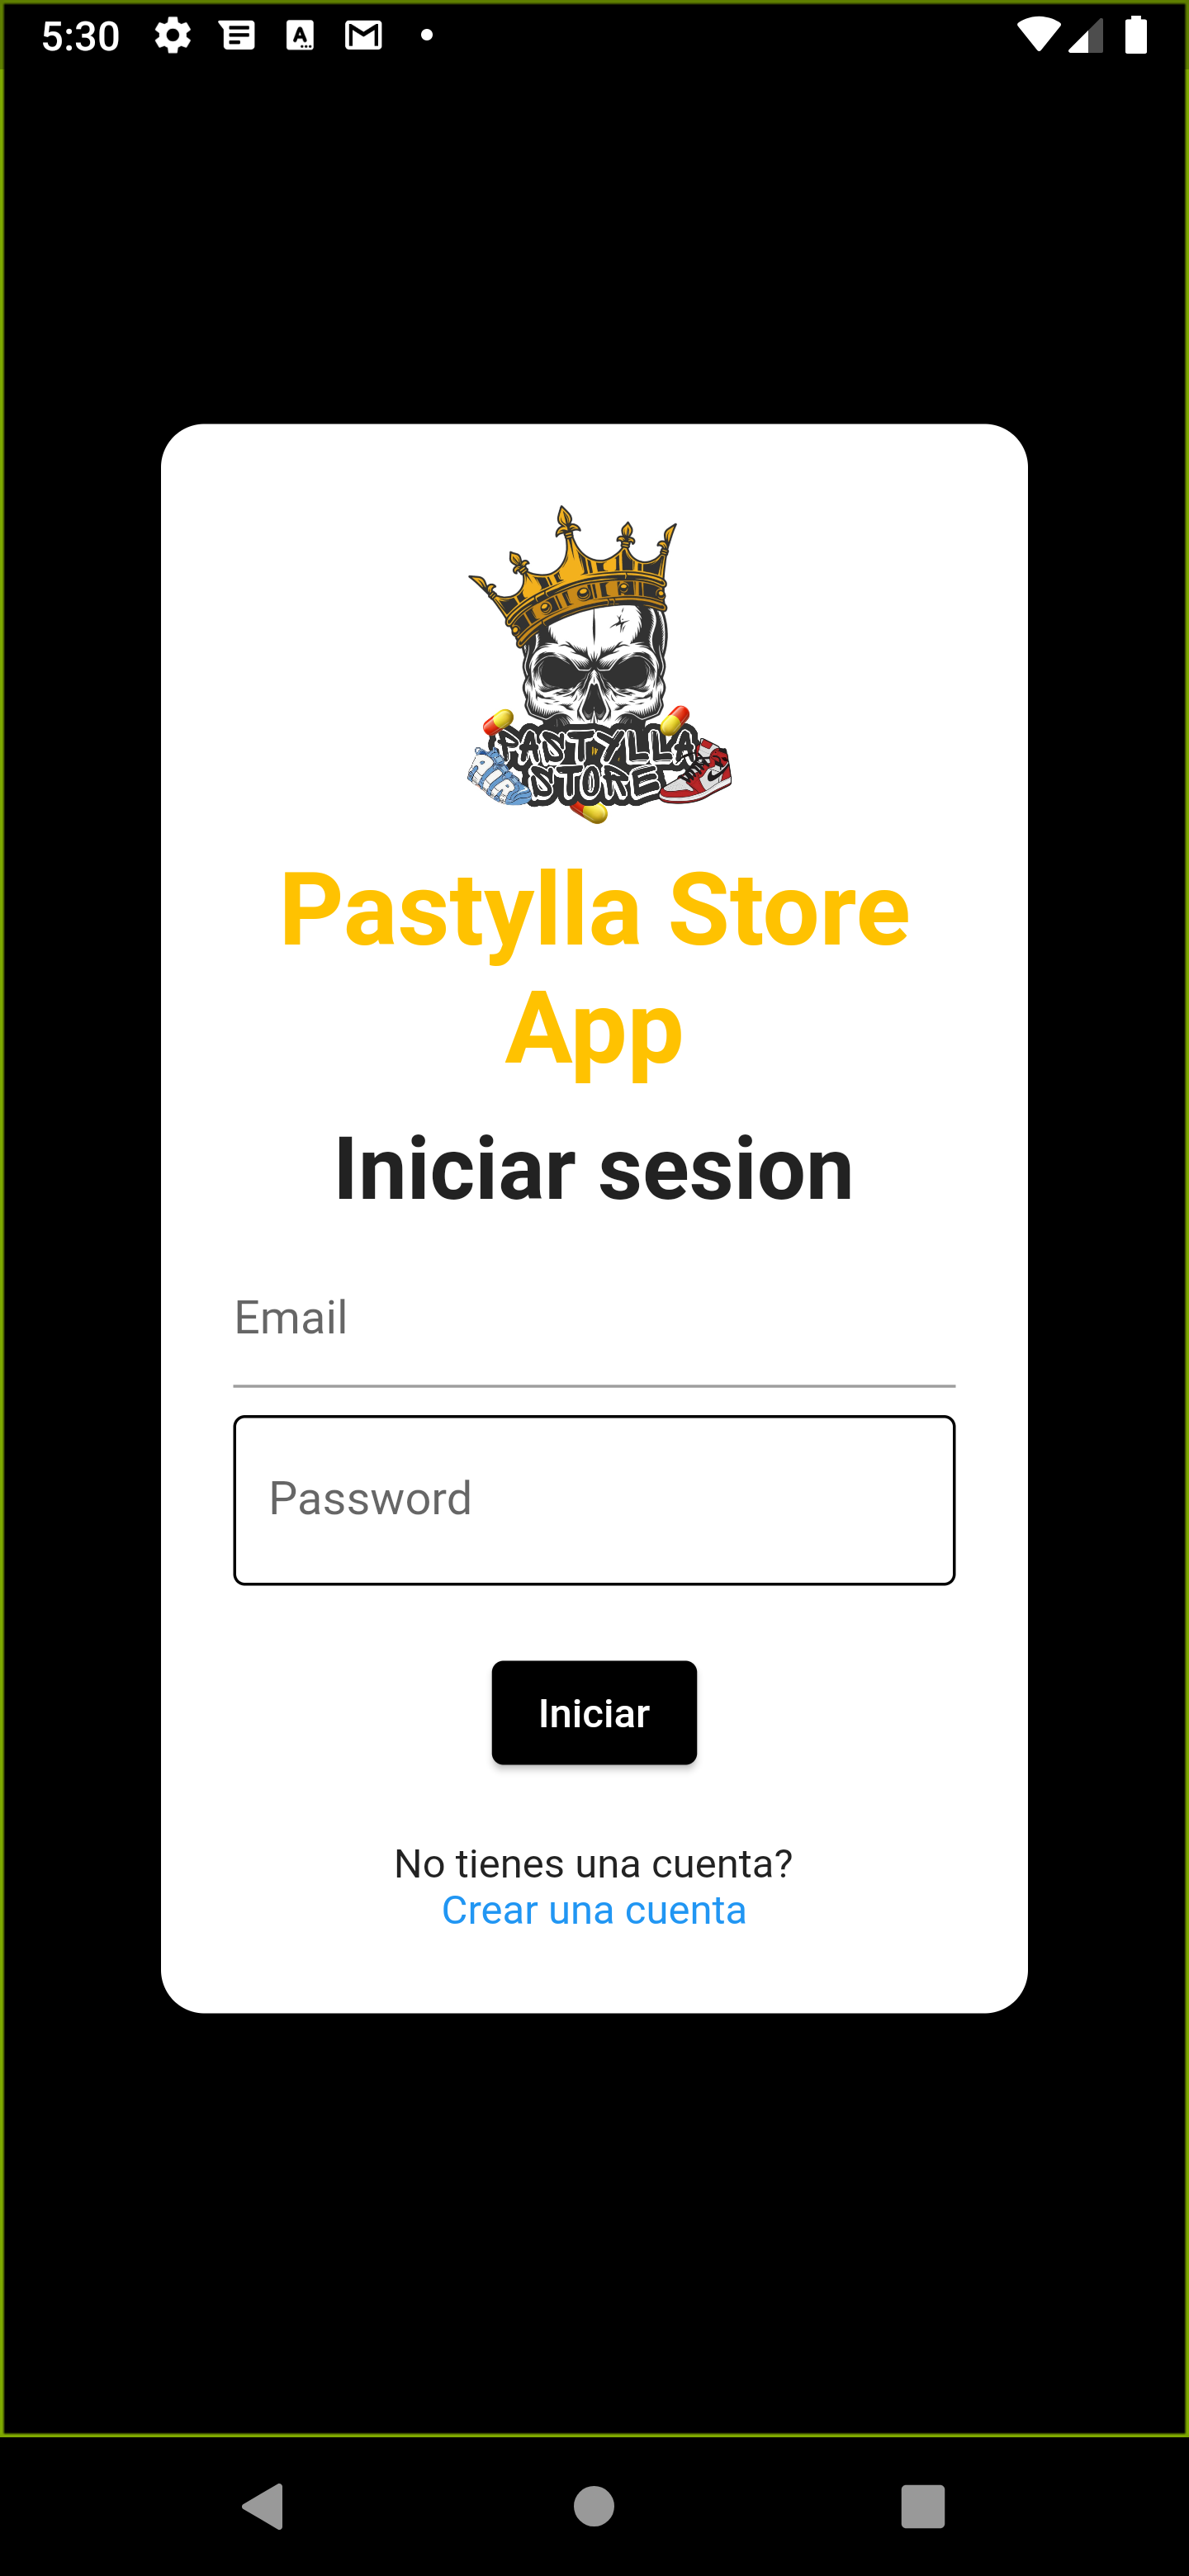 5:30
A
PASTYLLA
AIR
STORE
Pastylla Store
App
Iniciar sesion
Email
Password
Iniciar
No tienes una cuenta?
Crear una cuenta